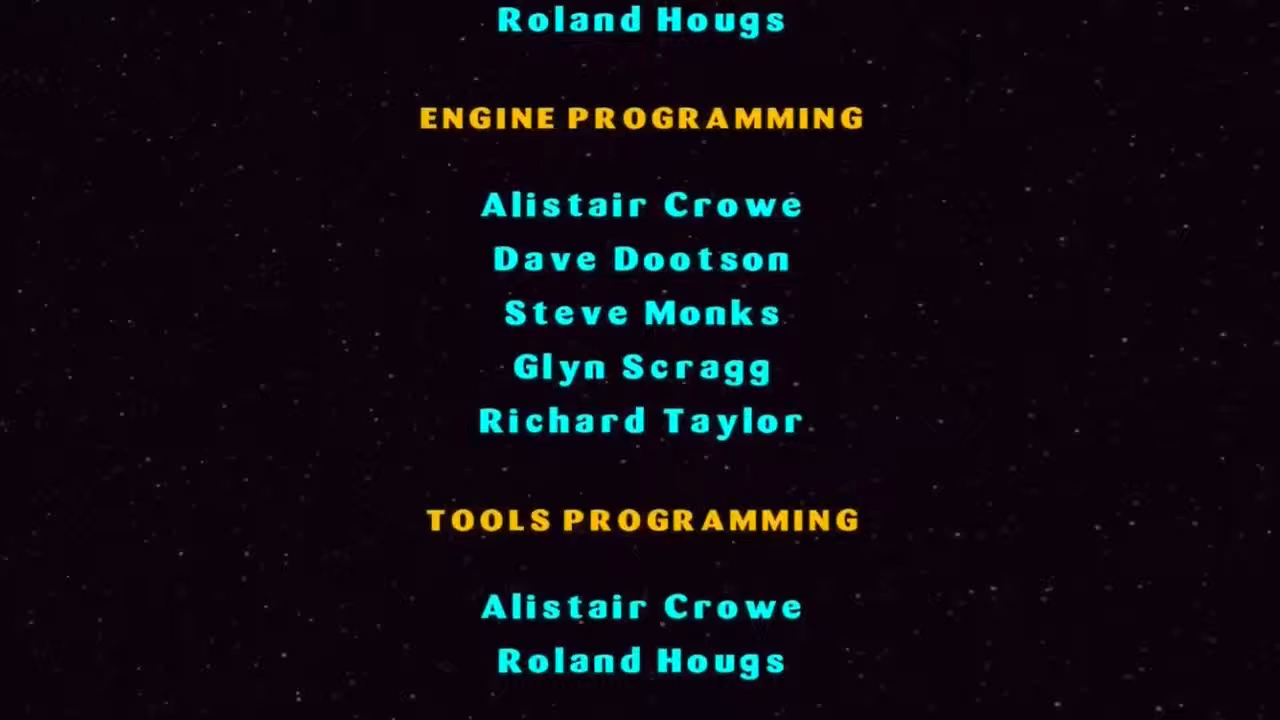 Roland Hougs
ENGINE PROGRAMMING
Alistair Crowe
Dave Dootson
Steve Monks
Glyn Scragg
Richard Taylor
TOOLS PROGRAMMING
Alistair Crowe
Roland Hougs